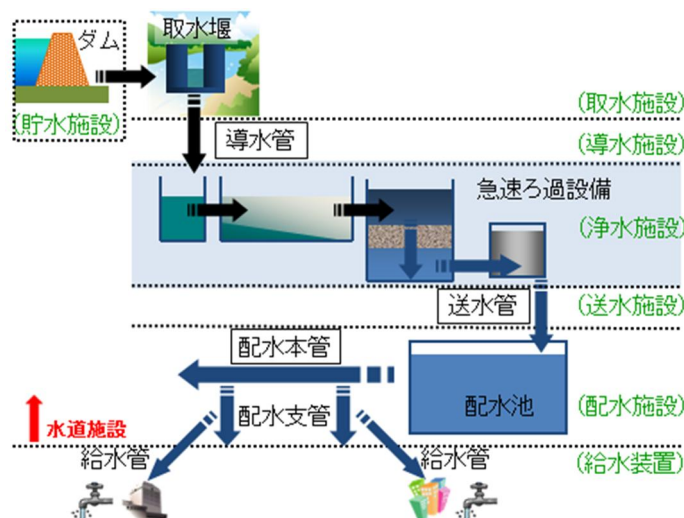 ダム
取水堰
(貯水施設)
(取水施設)
導水管
(導水施設)
急速ろ過設備
(浄水施設)
送水管
(送水施設)
配水本管
配水池
配水支管
(配水施設)
水道施設
給水管
給水管
(給水装置)